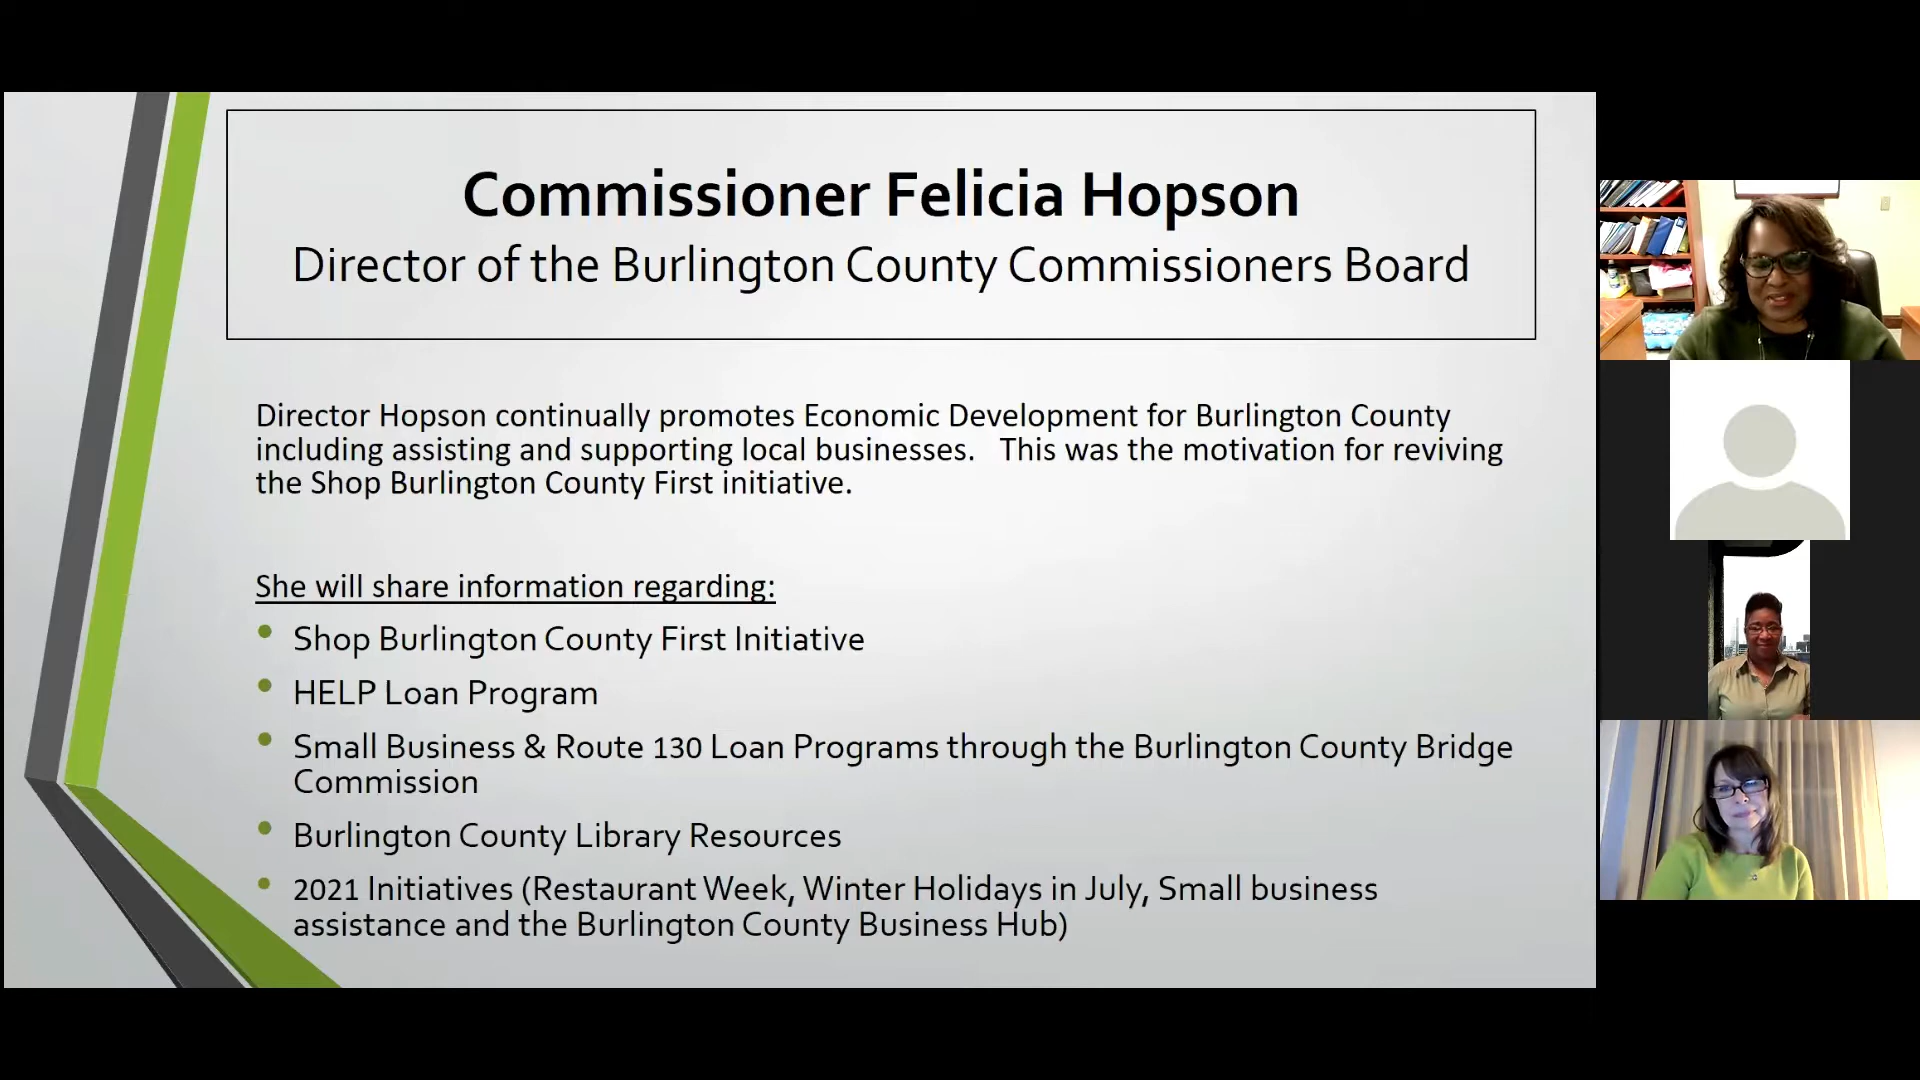 Commissioner Felicia Hopson
Director of the Burlington County Commissioners Board
Director Hopson continually promotes Economic Development for Burlington County
including assisting and supporting local businesses.   This was the motivation for reviving
the Shop Burlington County First initiative.
She will share information regarding:
• Shop Burlington County First Initiative
• HELP Loan Program
• Small Business & Route 130 Loan Programs through the Burlington County Bridge
Commission
• Burlington County Library Resources
• 2021 Initiatives (Restaurant Week, Winter Holidays in July, Small business
assistance and the Burlington County Business Hub)